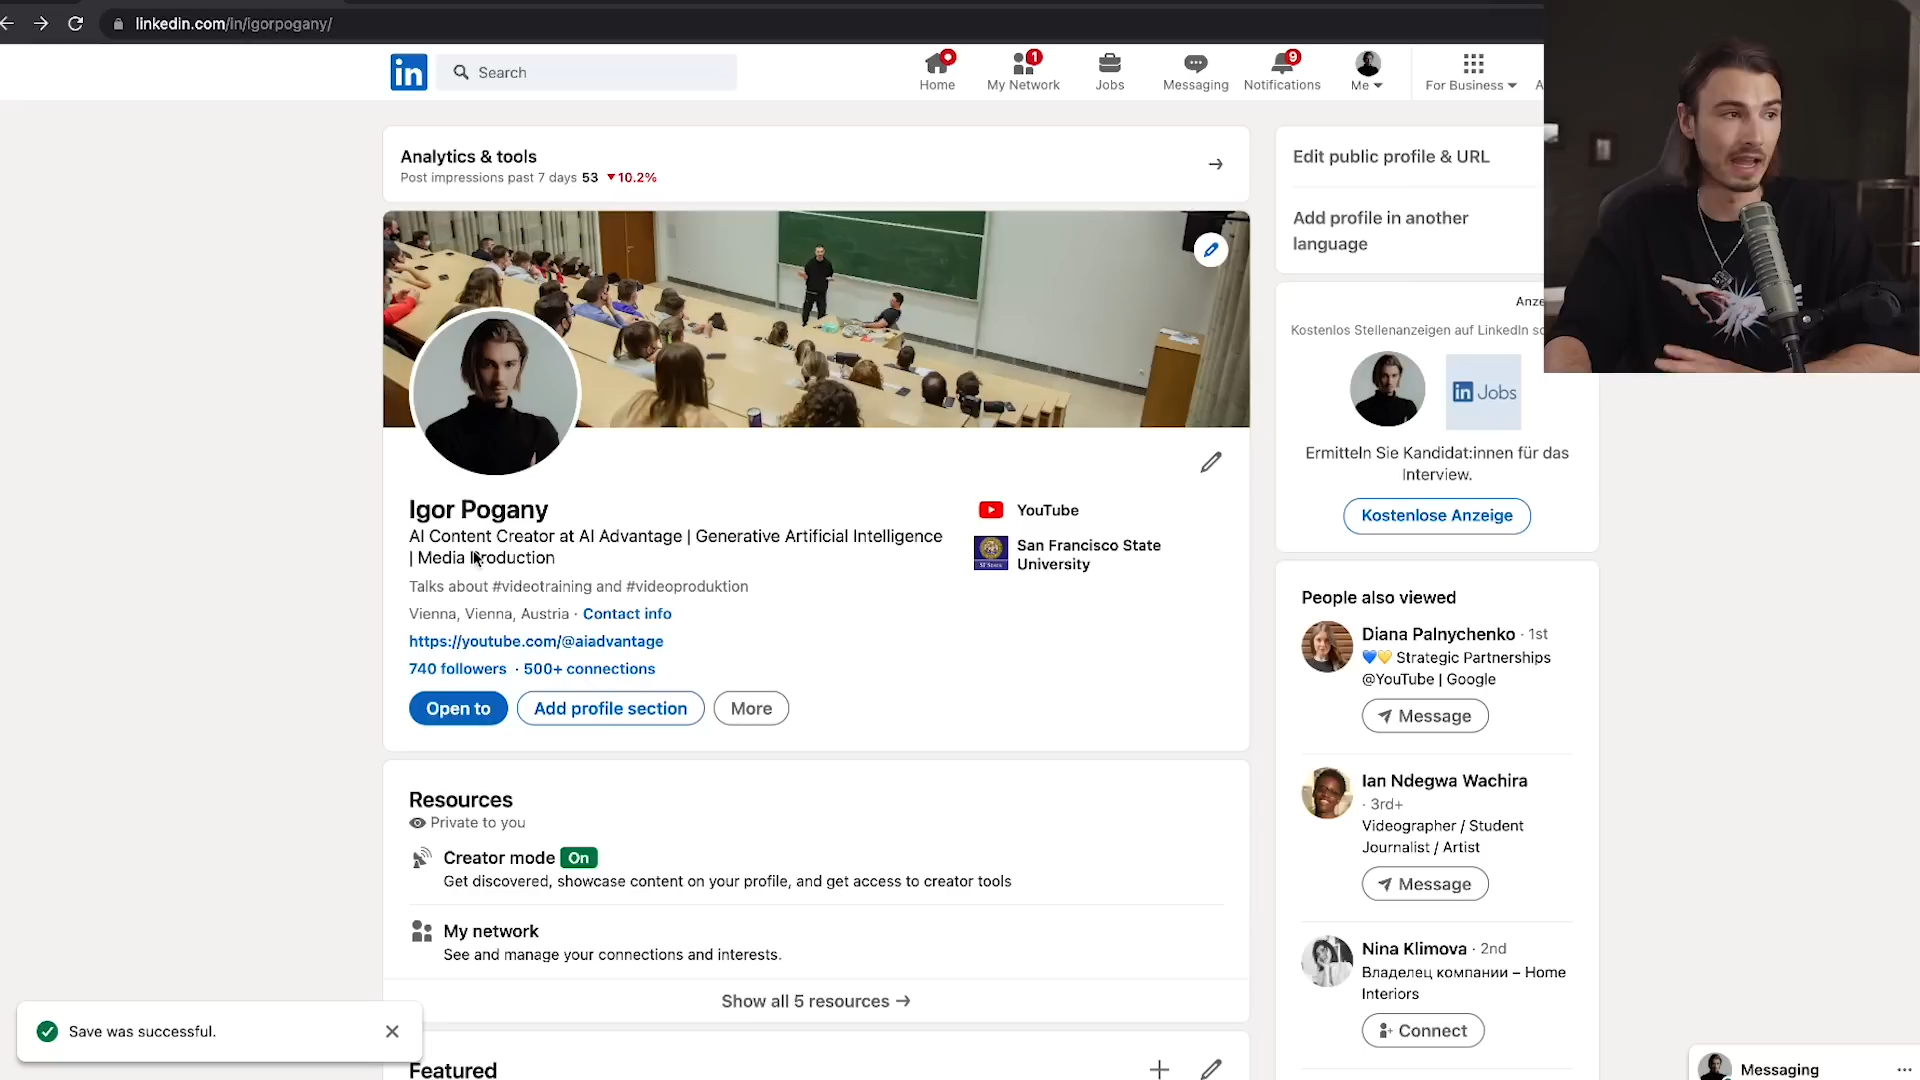 linkedin.com/in/igorpogany/
in
Search
Home
1
My Network
Jobs
Messaging
9
Notifications
Me
For Business
Analytics & tools
Post impressions past 7 days 53 ▼10.2%
Igor Pogany
AI Content Creator at AI Advantage | Generative Artificial Intelligence
| Media Production
Talks about #videotraining and #videoproduktion
Vienna, Vienna, Austria · Contact info
https://youtube.com/@aiadvantage
740 followers · 500+ connections
Open to
Add profile section
More
YouTube
San Francisco State
University
Resources
Private to you
Creator mode On
Get discovered, showcase content on your profile, and get access to creator tools
My network
See and manage your connections and interests.
Show all 5 resources →
Featured
Save was successful.
Edit public profile & URL
Add profile in another
language
Kostenlos Stellenanzeigen auf LinkedIn
in Jobs
Ermitteln Sie Kandidat:innen für das
Interview.
Kostenlose Anzeige
People also viewed
Diana Palnychenko · 1st
💙💛 Strategic Partnerships
@YouTube | Google
Message
Ian Ndegwa Wachira
· 3rd+
Videographer / Student
Journalist / Artist
Message
Nina Klimova · 2nd
Владелец компании – Home
Interiors
Connect
Messaging